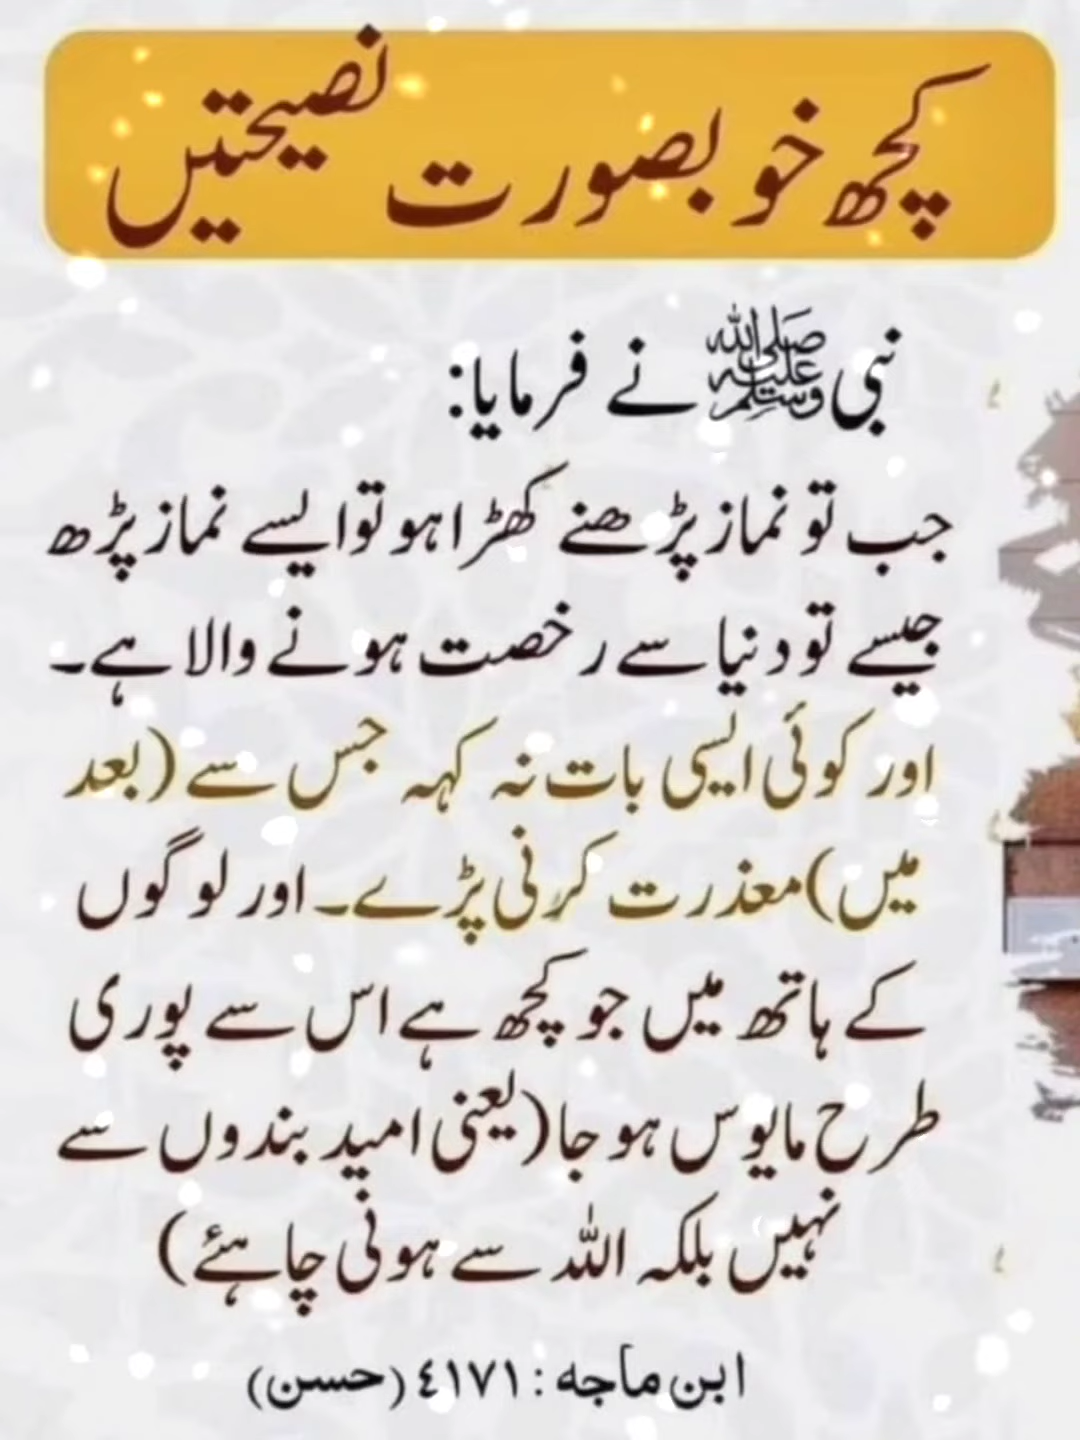 کچھ خوبصورت نصیحتیں
نبی ﷺ نے فرمایا:
جب تو نماز پڑھنے کھڑا ہو تو ایسے نماز پڑھ
جیسے تو دنیا سے رخصت ہونے والا ہے۔
اور کوئی ایسی بات نہ کہہ جس سے (بعد
میں) معذرت کرنی پڑے۔ اور لوگوں
کے ہاتھ میں جو کچھ ہے اس سے پوری
طرح مایوس ہو جا (یعنی امید بندوں سے
نہیں بلکہ اللہ سے ہونی چاہئے)
ابن ماجہ : ٤١٧١ (حسن)